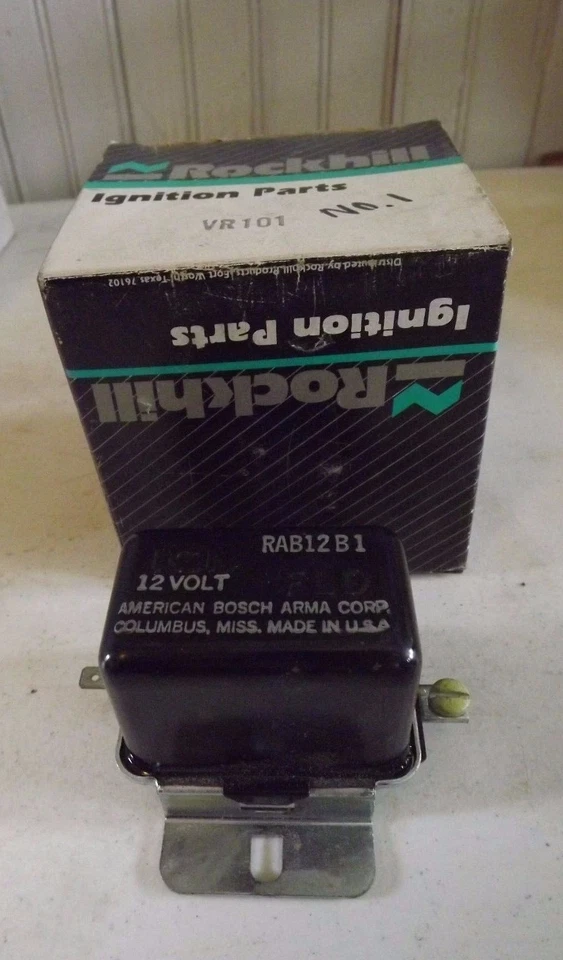 Rockhill
Ignition Parts
VR101 No. 1
Distributed by Rockhill Products, Fort Worth, Texas 76102
Ignition Parts
Rockhill
RAB12B1
12 VOLT
AMERICAN BOSCH ARMA CORP.
COLUMBUS, MISS. MADE IN U.S.A